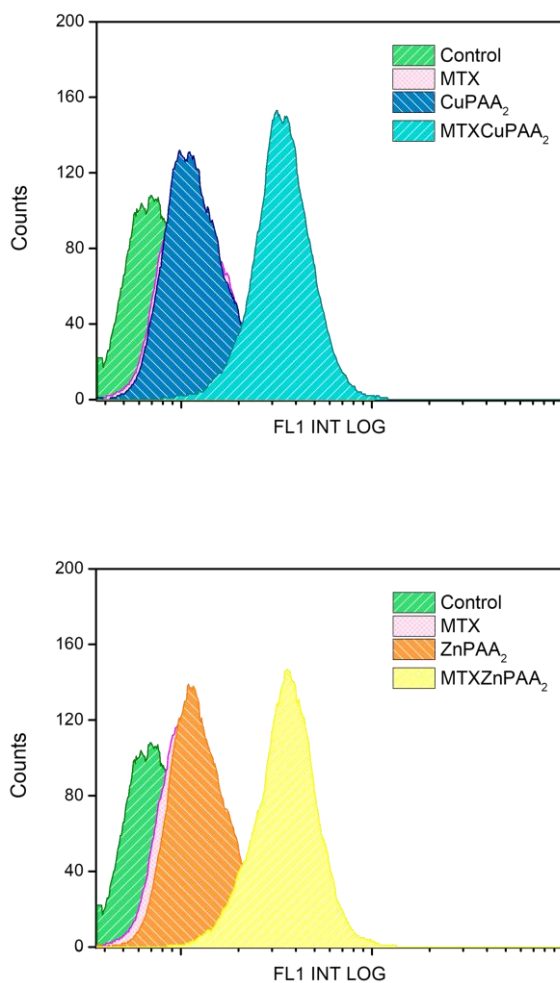 200
160
120
80
40
0
Counts
Control
MTX
CuPAA₂
MTXCuPAA₂
FL1 INT LOG
200
160
120
80
40
0
Counts
Control
MTX
ZnPAA₂
MTXZnPAA₂
FL1 INT LOG